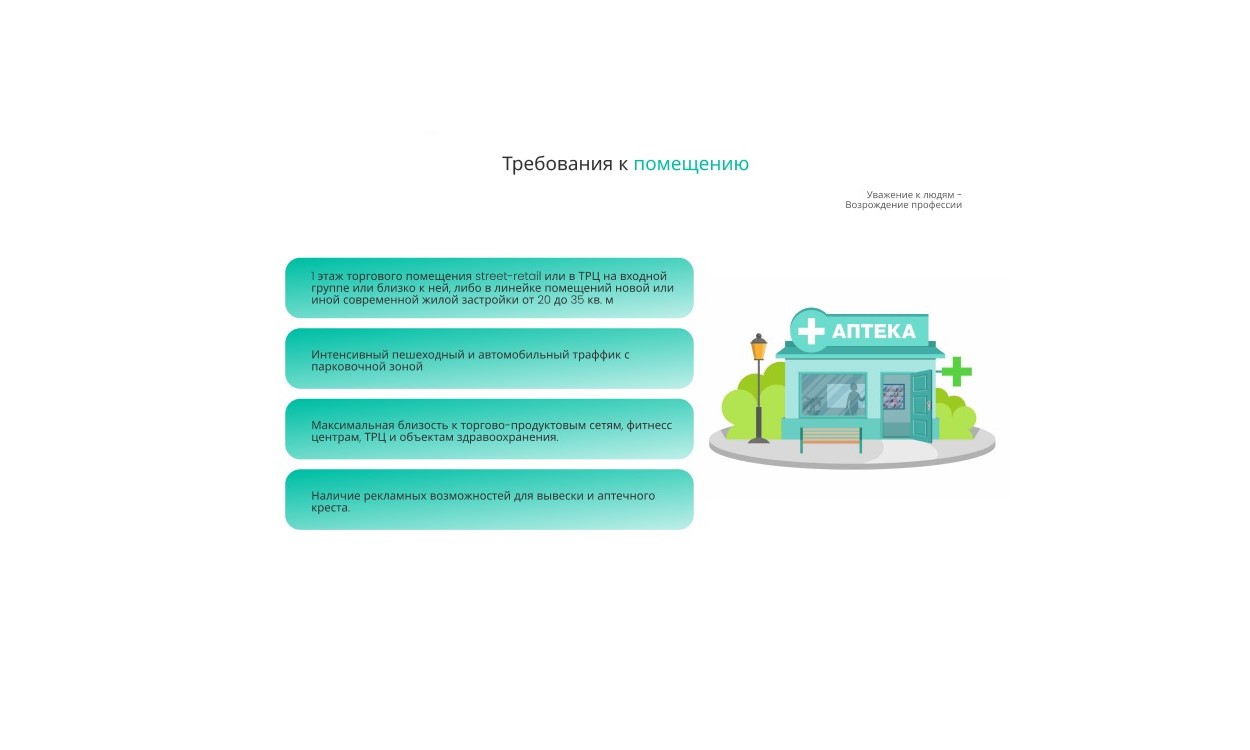 Требования к помещению
Уважение к людям -
Возрождение профессии
1 этаж торгового помещения street-retail или в ТРЦ на входной
группе или близко к ней, либо в линейке помещений новой или
иной современной жилой застройки от 20 до 35 кв. м
Интенсивный пешеходный и автомобильный траффик с
парковочной зоной
Максимальная близость к торгово-продуктовым сетям, фитнесс
центрам, ТРЦ и объектам здравоохранения.
Наличие рекламных возможностей для вывески и аптечного
креста.
АПТЕКА